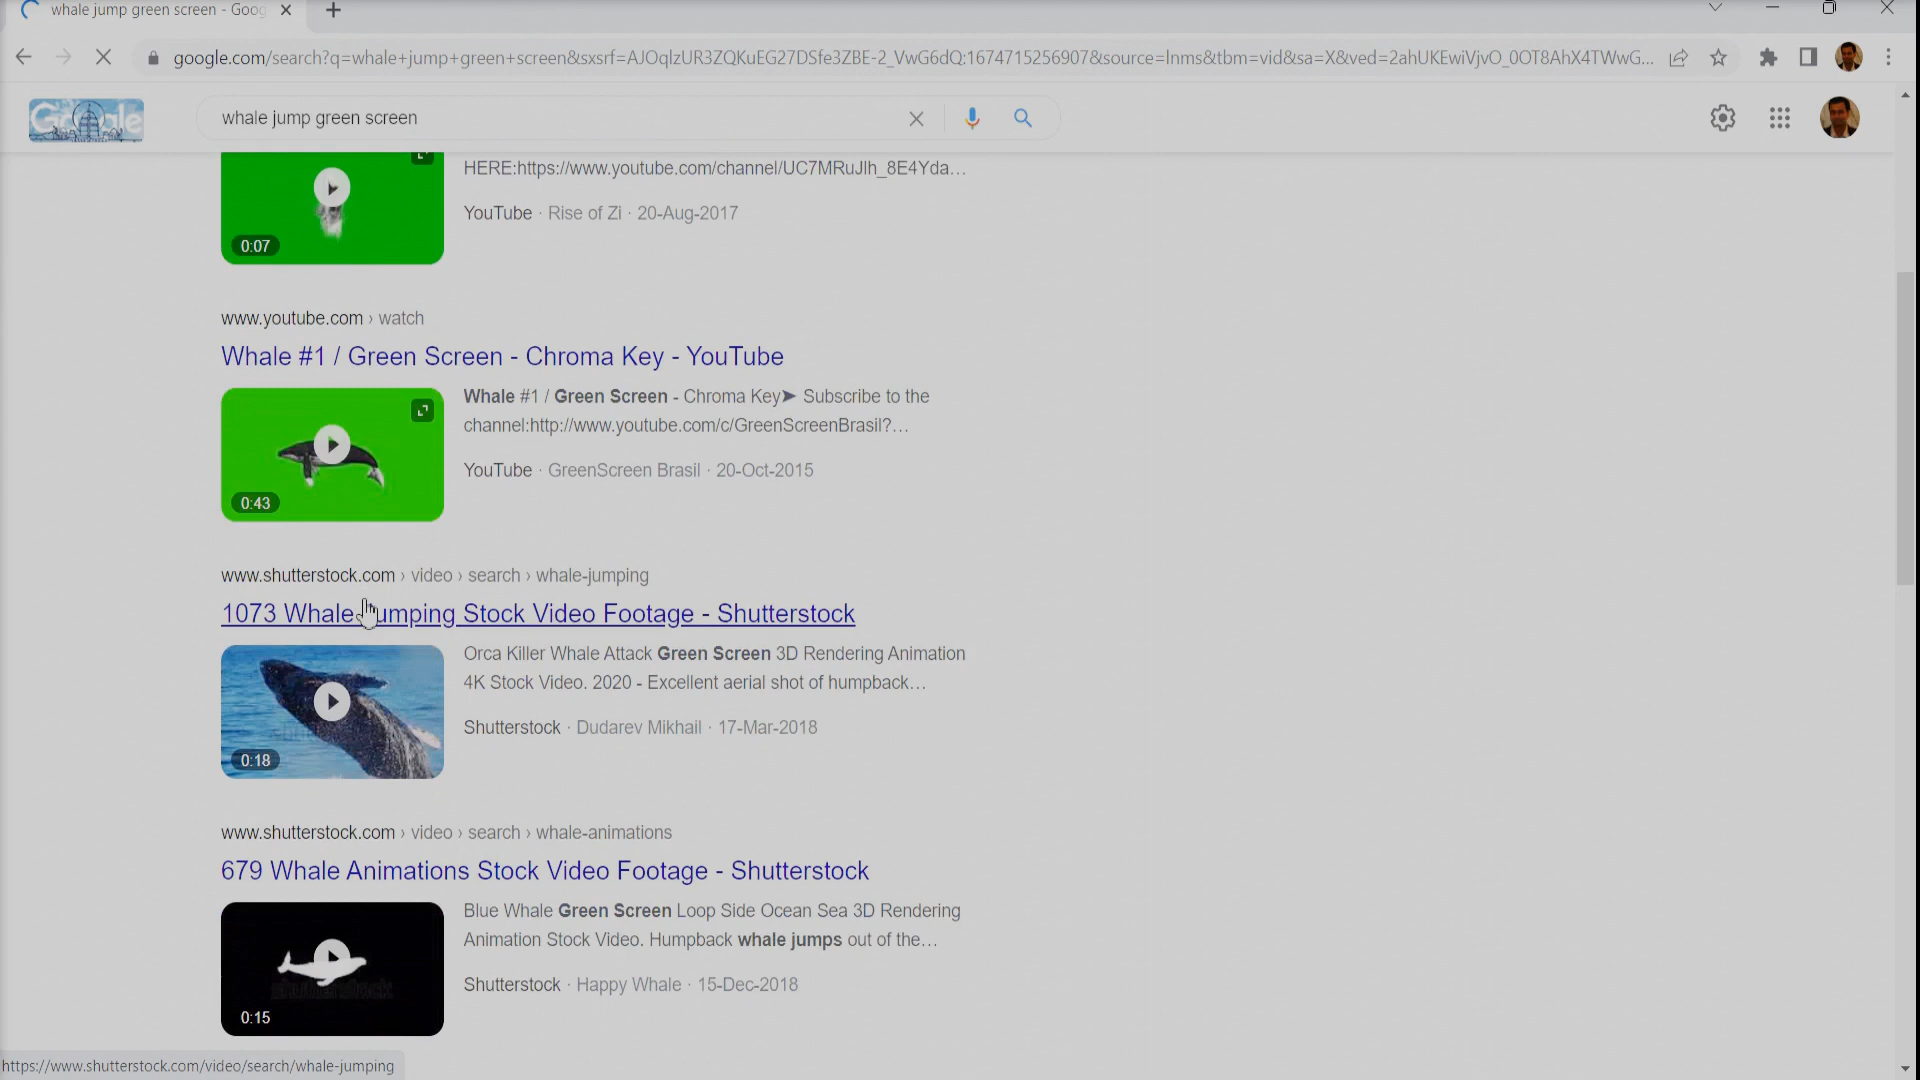 whale jump green screen - Goog
google.com/search?q=whale+jump+green+screen&sxsrf=AJOqlzUR3ZQKuEG27DSfe3ZBE-2_VwG6dQ:1674715256907&source=lnms&tbm=vid&sa=X&ved=2ahUKEwiVjvO_0OT8AhX4TWwG...
Google
whale jump green screen
HERE:https://www.youtube.com/channel/UC7MRuJlh_8E4Yda...
YouTube · Rise of Zi · 20-Aug-2017
0:07
www.youtube.com › watch
Whale #1 / Green Screen - Chroma Key - YouTube
Whale #1 / Green Screen - Chroma Key➤ Subscribe to the
channel:http://www.youtube.com/c/GreenScreenBrasil?...
YouTube · GreenScreen Brasil · 20-Oct-2015
0:43
www.shutterstock.com › video › search › whale-jumping
1073 Whale Jumping Stock Video Footage - Shutterstock
Orca Killer Whale Attack Green Screen 3D Rendering Animation
4K Stock Video. 2020 - Excellent aerial shot of humpback...
Shutterstock · Dudarev Mikhail · 17-Mar-2018
0:18
www.shutterstock.com › video › search › whale-animations
679 Whale Animations Stock Video Footage - Shutterstock
Blue Whale Green Screen Loop Side Ocean Sea 3D Rendering
Animation Stock Video. Humpback whale jumps out of the...
Shutterstock · Happy Whale · 15-Dec-2018
shutterstock
0:15
https://www.shutterstock.com/video/search/whale-jumping